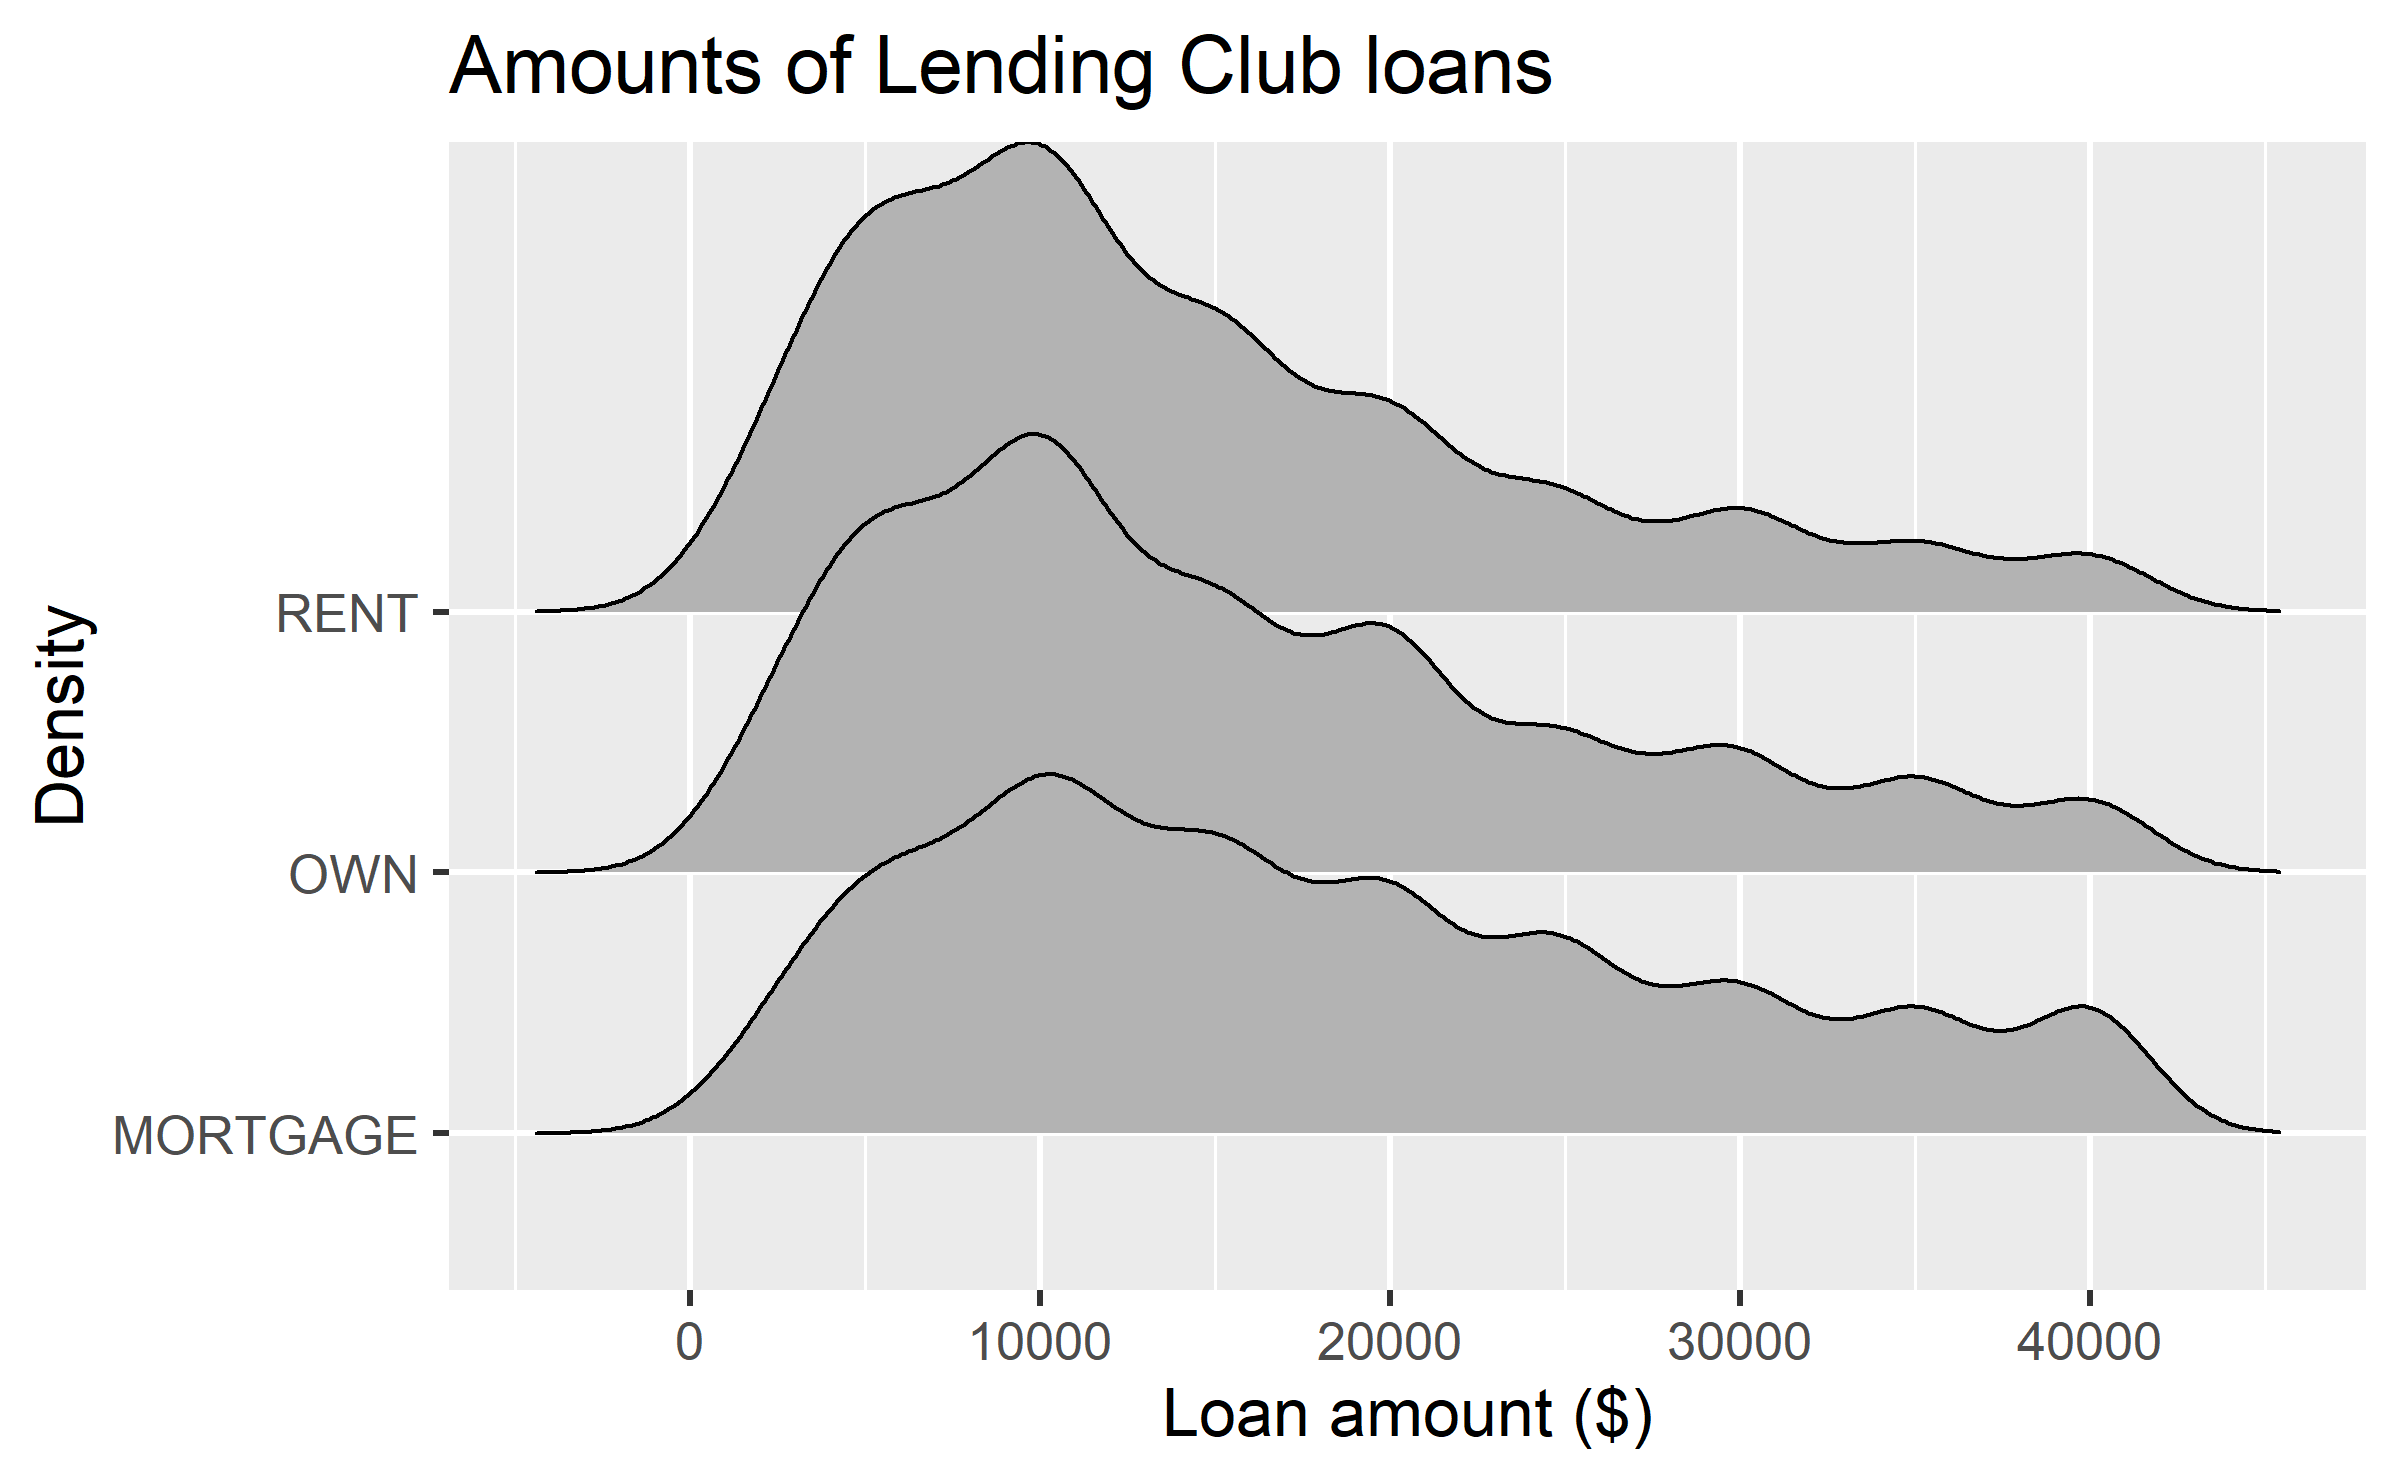 Amounts of Lending Club loans
Density
RENT
OWN
MORTGAGE
0 10000 20000 30000 40000
Loan amount ($)